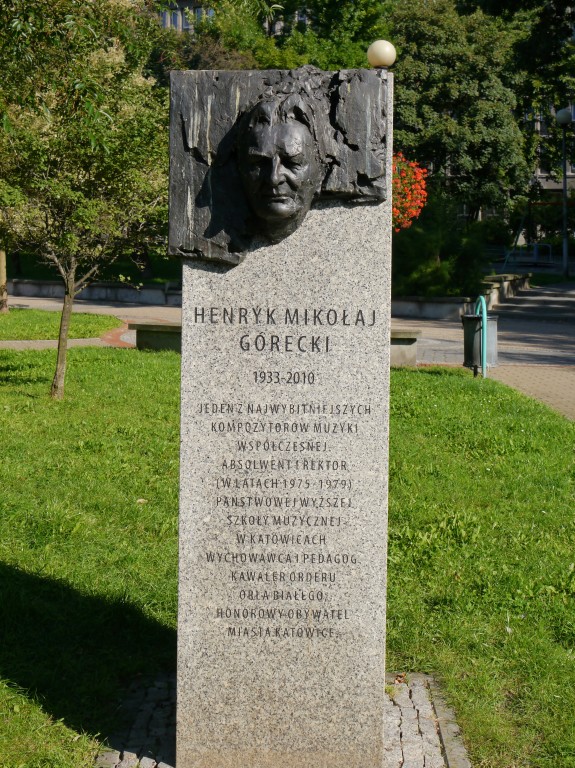 HENRYK MIKOŁAJ
GÓRECKI
1933-2010
JEDEN Z NAJWYBITNIEJSZYCH
KOMPOZYTORÓW MUZYKI
WSPÓŁCZESNEJ.
ABSOLWENT I REKTOR
(W LATACH 1975-1979)
PAŃSTWOWEJ WYŻSZEJ
SZKOŁY MUZYCZNEJ
W KATOWICACH
WYCHOWAWCA I PEDAGOG
KAWALER ORDERU
ORŁA BIAŁEGO,
HONOROWY OBYWATEL
MIASTA KATOWICE.